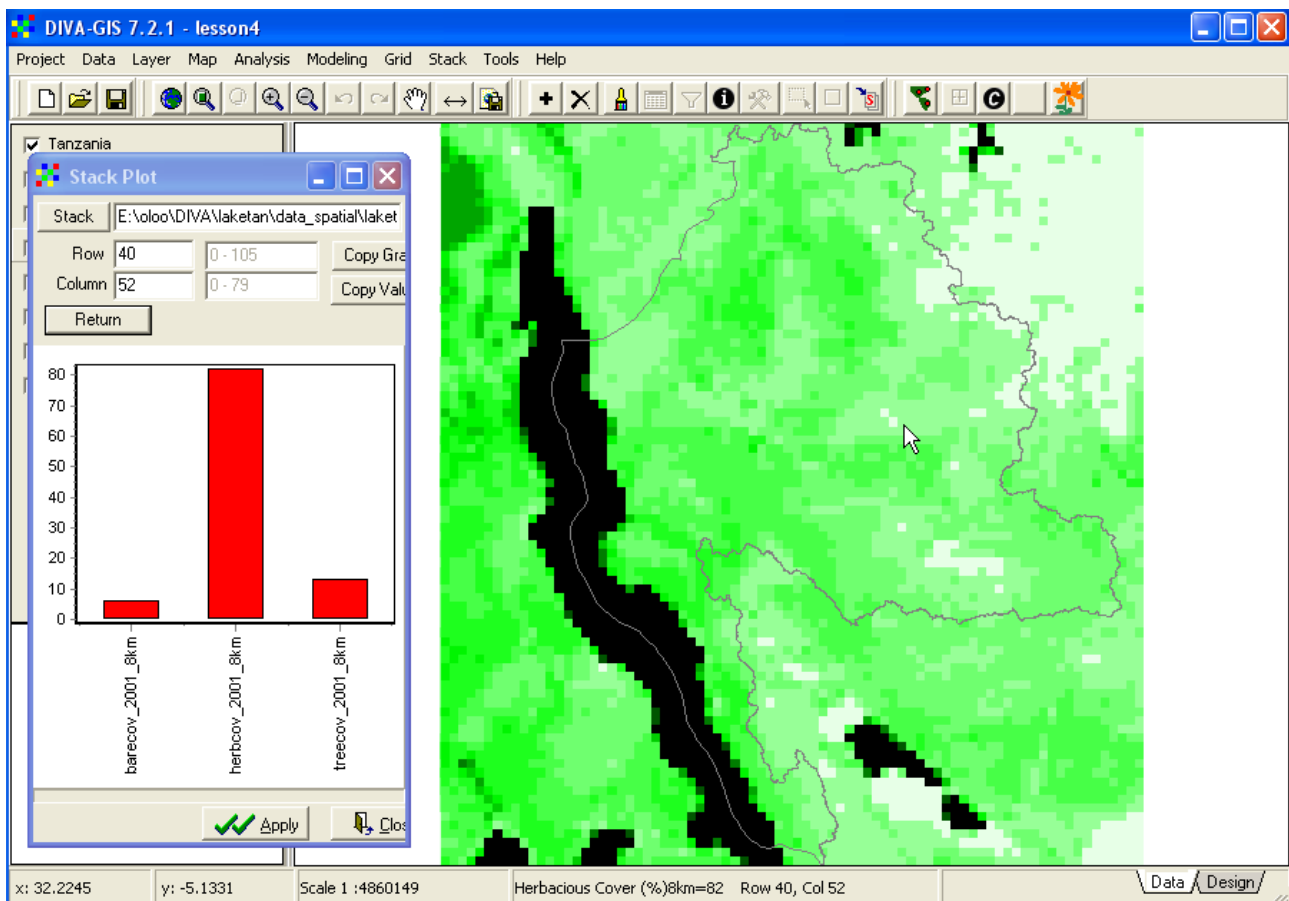 DIVA-GIS 7.2.1 - lesson4
Project Data Layer Map Analysis Modeling Grid Stack Tools Help
Tanzania
Stack Plot
Stack E:\oloo\DIVA\laketan\data_spatial\laket
Row 40 0 - 105 Copy Gra
Column 52 0 - 79 Copy Valu
Return
80
70
60
50
40
30
20
10
0
barecov_2001_8km
herbcov_2001_8km
treecov_2001_8km
Apply Clos
x: 32.2245 y: -5.1331 Scale 1 :4860149 Herbacious Cover (%)8km=82 Row 40, Col 52 Data Design